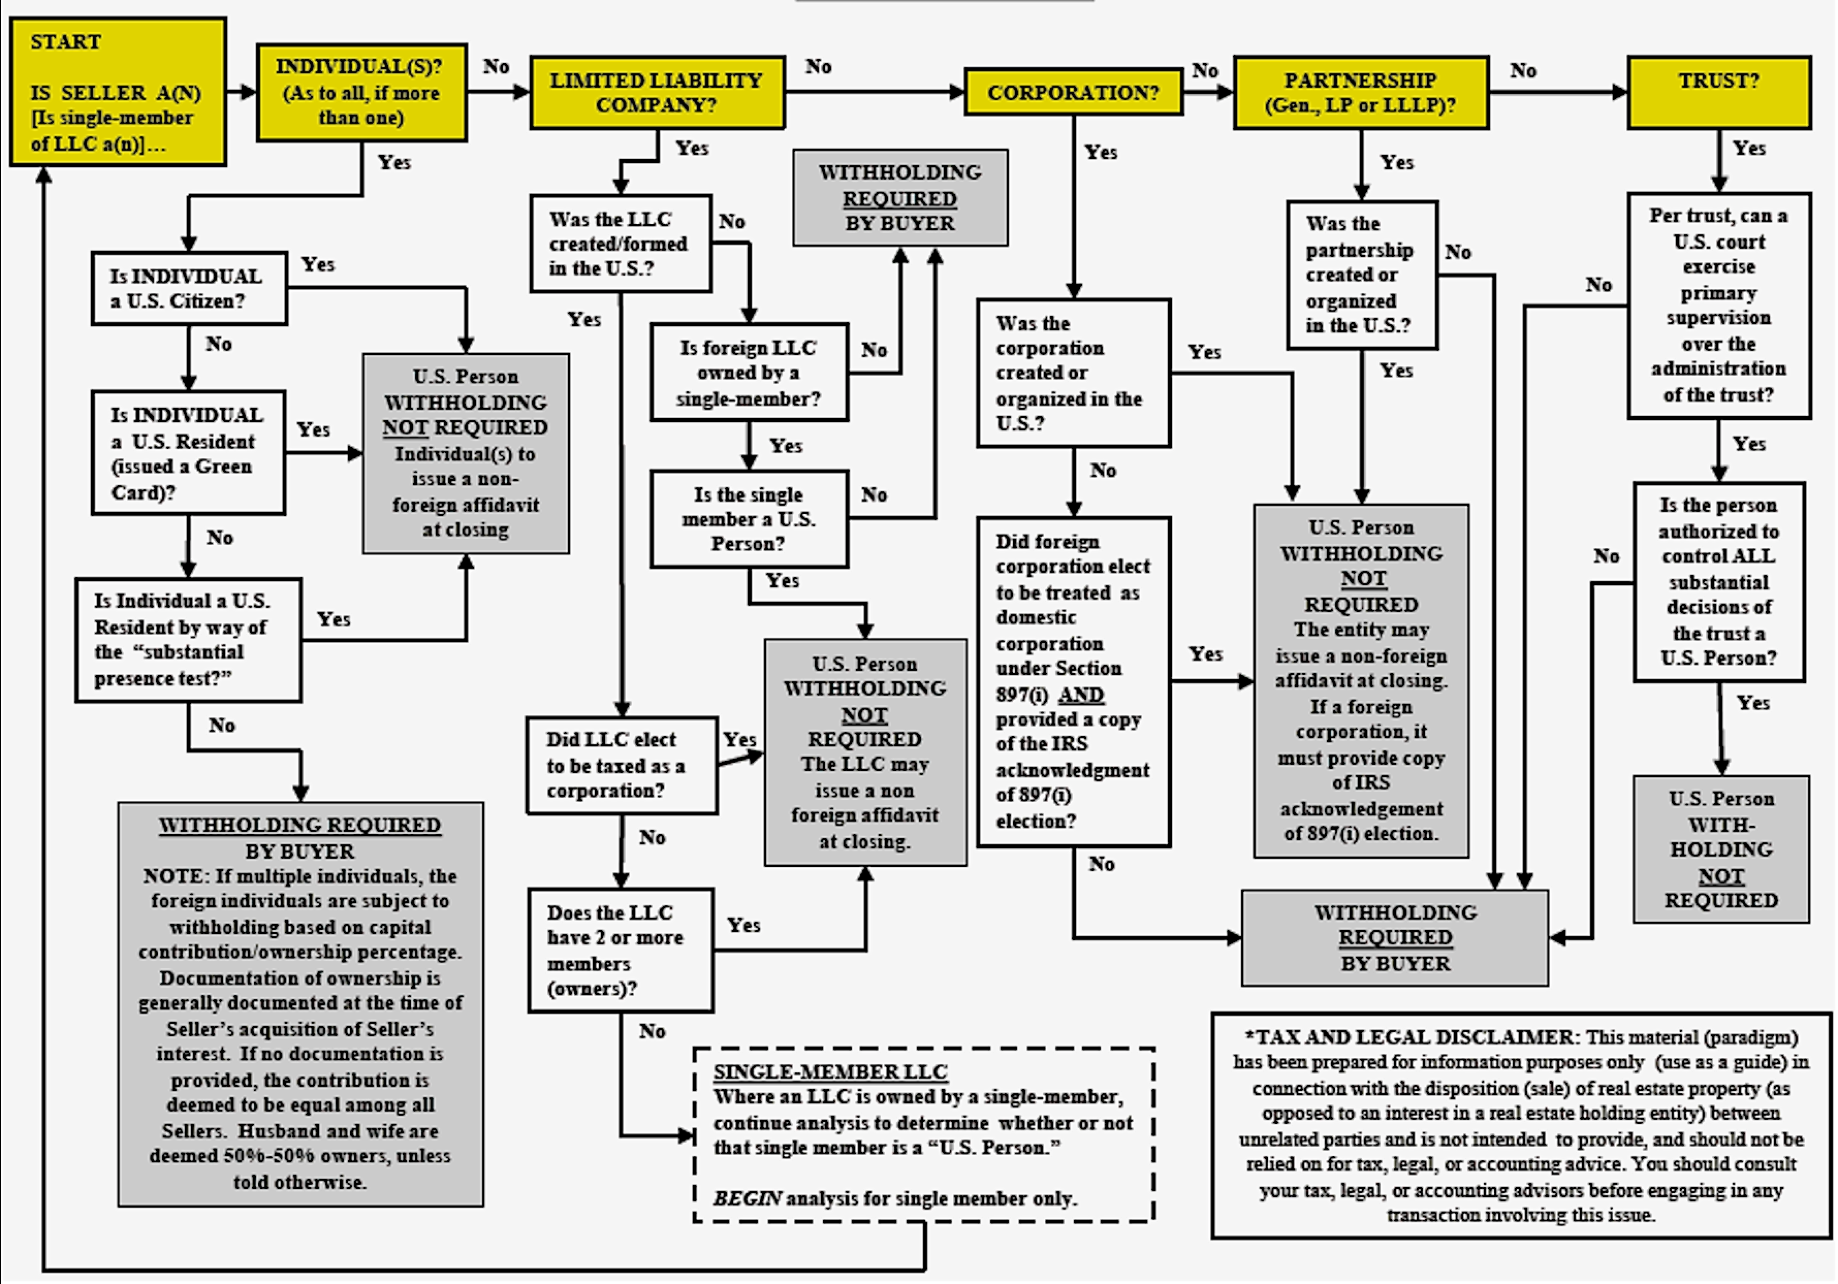 START
IS SELLER A(N)
[Is single-member
of LLC a(n)]…
INDIVIDUAL(S)?
(As to all, if more
than one)
No
LIMITED LIABILITY
COMPANY?
No
CORPORATION?
No
PARTNERSHIP
(Gen., LP or LLLP)?
No
TRUST?
Yes
Is INDIVIDUAL
a U.S. Citizen?
Yes
No
Is INDIVIDUAL
a U.S. Resident
(issued a Green
Card)?
Yes
No
Is Individual a U.S.
Resident by way of
the “substantial
presence test?”
Yes
No
U.S. Person
WITHHOLDING
NOT REQUIRED
Individual(s) to
issue a non-
foreign affidavit
at closing
WITHHOLDING REQUIRED
BY BUYER
NOTE: If multiple individuals, the
foreign individuals are subject to
withholding based on capital
contribution/ownership percentage.
Documentation of ownership is
generally documented at the time of
Seller’s acquisition of Seller’s
interest. If no documentation is
provided, the contribution is
deemed to be equal among all
Sellers. Husband and wife are
deemed 50%-50% owners, unless
told otherwise.
Yes
Was the LLC
created/formed
in the U.S.?
No
Yes
WITHHOLDING
REQUIRED
BY BUYER
Is foreign LLC
owned by a
single-member?
No
Yes
Is the single
member a U.S.
Person?
No
Yes
U.S. Person
WITHHOLDING
NOT
REQUIRED
The LLC may
issue a non
foreign affidavit
at closing.
Did LLC elect
to be taxed as a
corporation?
Yes
No
Does the LLC
have 2 or more
members
(owners)?
Yes
No
SINGLE-MEMBER LLC
Where an LLC is owned by a single-member,
continue analysis to determine whether or not
that single member is a “U.S. Person.”
BEGIN analysis for single member only.
Yes
Was the
corporation
created or
organized in the
U.S.?
Yes
No
Did foreign
corporation elect
to be treated as
domestic
corporation
under Section
897(i) AND
provided a copy
of the IRS
acknowledgment
of 897(i)
election?
Yes
No
Yes
Was the
partnership
created or
organized
in the U.S.?
No
Yes
U.S. Person
WITHHOLDING
NOT
REQUIRED
The entity may
issue a non-foreign
affidavit at closing.
If a foreign
corporation, it
must provide copy
of IRS
acknowledgement
of 897(i) election.
WITHHOLDING
REQUIRED
BY BUYER
Yes
Per trust, can a
U.S. court
exercise
primary
supervision
over the
administration
of the trust?
No
Yes
Is the person
authorized to
control ALL
substantial
decisions of
the trust a
U.S. Person?
No
Yes
U.S. Person
WITH-
HOLDING
NOT
REQUIRED
*TAX AND LEGAL DISCLAIMER: This material (paradigm)
has been prepared for information purposes only (use as a guide) in
connection with the disposition (sale) of real estate property (as
opposed to an interest in a real estate holding entity) between
unrelated parties and is not intended to provide, and should not be
relied on for tax, legal, or accounting advice. You should consult
your tax, legal, or accounting advisors before engaging in any
transaction involving this issue.